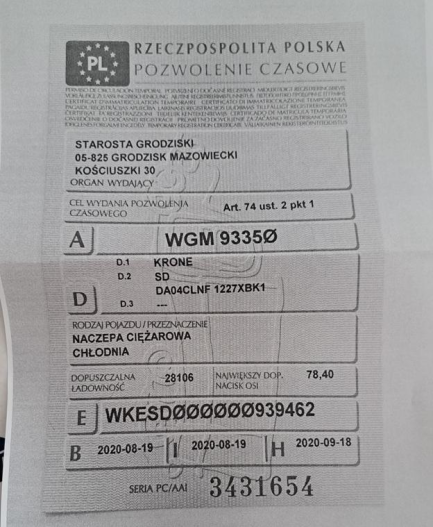 PL
RZECZPOSPOLITA POLSKA
POZWOLENIE CZASOWE
STAROSTA GRODZISKI
05-825 GRODZISK MAZOWIECKI
KOŚCIUSZKI 30
ORGAN WYDAJĄCY
CEL WYDANIA POZWOLENIA
CZASOWEGO
Art. 74 ust. 2 pkt 1
A WGM 9335Ø
D.1 KRONE
D.2 SD
DA04CLNF 1227XBK1
D
D.3 ---
RODZAJ POJAZDU / PRZEZNACZENIE
NACZEPA CIĘŻAROWA
CHŁODNIA
DOPUSZCZALNA ŁADOWNOŚĆ 28106
NAJWIĘKSZY DOP. NACISK OSI 78,40
E WKESDØØØØØØ939462
B 2020-08-19 I 2020-08-19 H 2020-09-18
SERIA PC/AAI 3431654